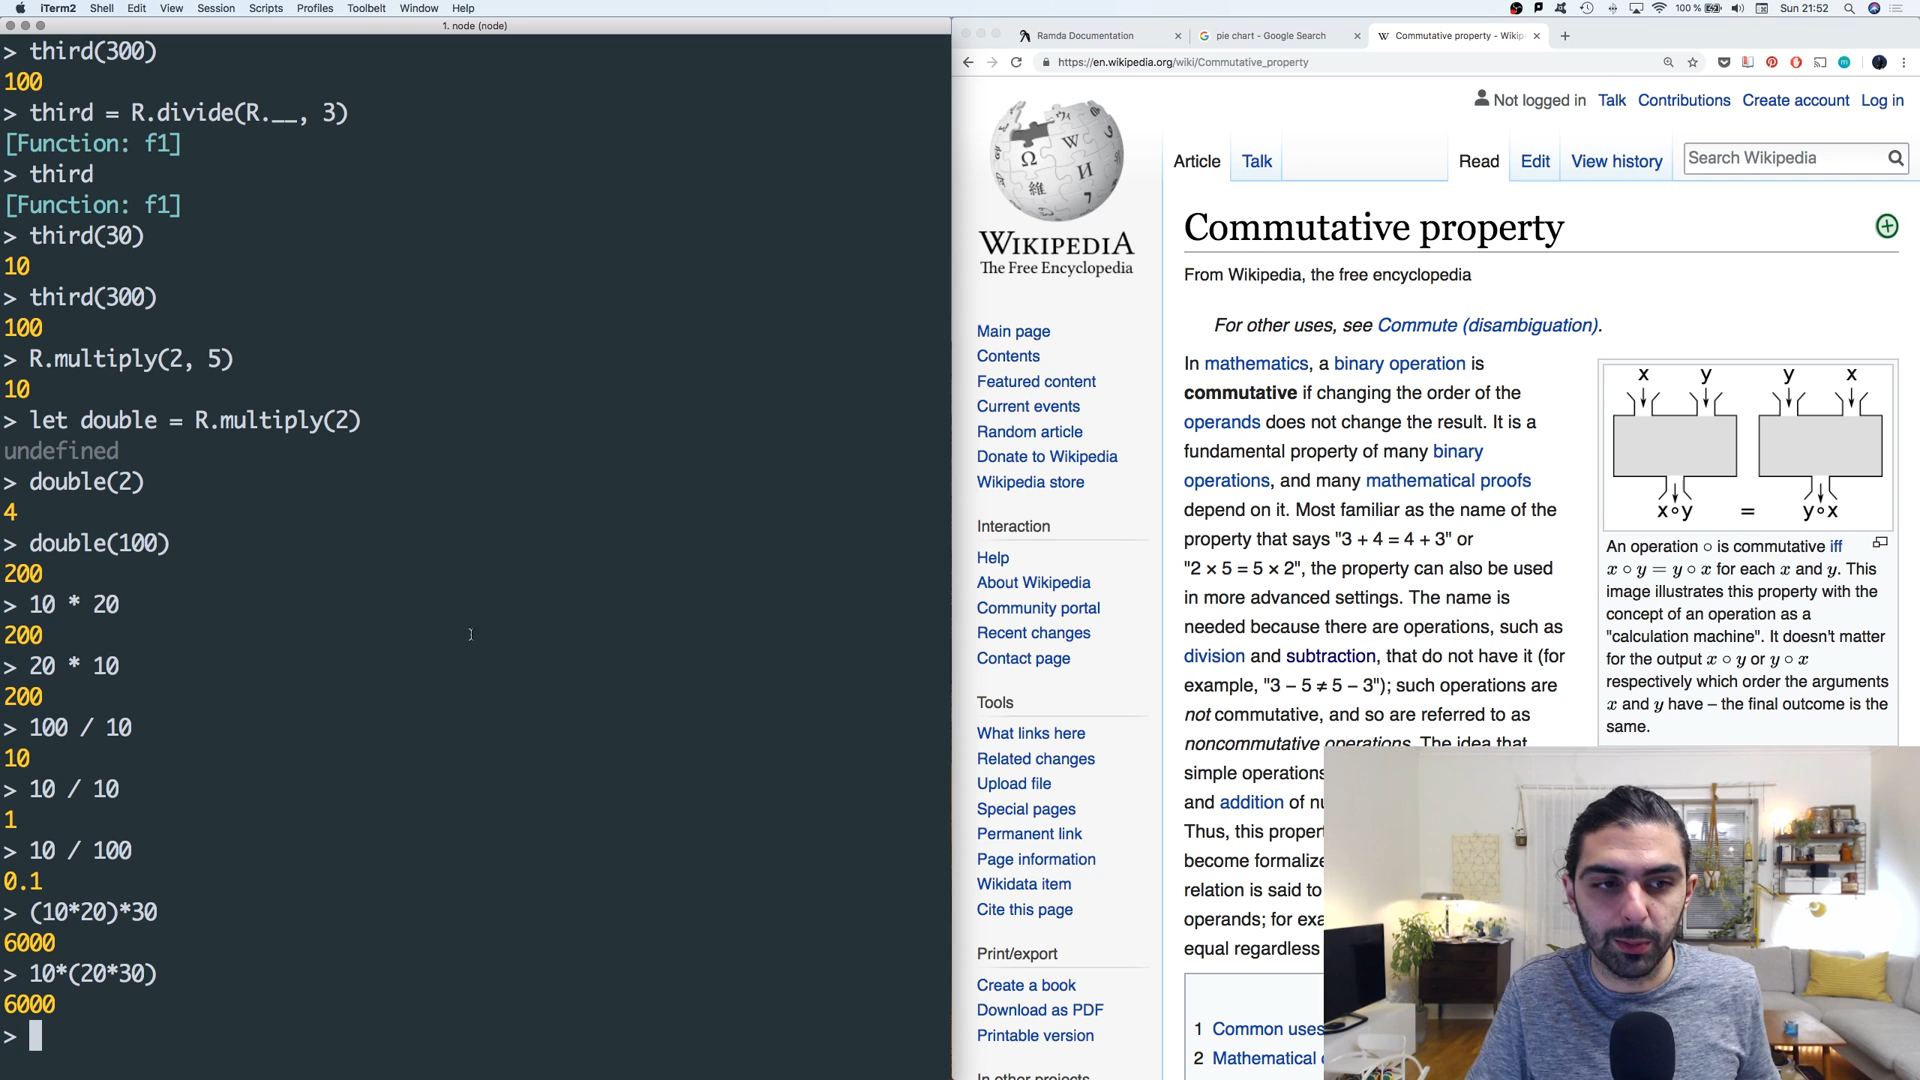 iTerm2 Shell Edit View Session Scripts Profiles Toolbelt Window Help
100 % Sun 21:52
1. node (node)
> third(300)
100
> third = R.divide(R.__, 3)
[Function: f1]
> third
[Function: f1]
> third(30)
10
> third(300)
100
> R.multiply(2, 5)
10
> let double = R.multiply(2)
undefined
> double(2)
4
> double(100)
200
> 10 * 20
200
> 20 * 10
200
> 100 / 10
10
> 10 / 10
1
> 10 / 100
0.1
> (10*20)*30
6000
> 10*(20*30)
6000
>
Ramda Documentation
pie chart - Google Search
Commutative property - Wikip
https://en.wikipedia.org/wiki/Commutative_property
Not logged in Talk Contributions Create account Log in
Article Talk Read Edit View history Search Wikipedia
WIKIPEDIA
The Free Encyclopedia
Main page
Contents
Featured content
Current events
Random article
Donate to Wikipedia
Wikipedia store
Interaction
Help
About Wikipedia
Community portal
Recent changes
Contact page
Tools
What links here
Related changes
Upload file
Special pages
Permanent link
Page information
Wikidata item
Cite this page
Print/export
Create a book
Download as PDF
Printable version
In other projects
Commutative property
From Wikipedia, the free encyclopedia
For other uses, see Commute (disambiguation).
In mathematics, a binary operation is
commutative if changing the order of the
operands does not change the result. It is a
fundamental property of many binary
operations, and many mathematical proofs
depend on it. Most familiar as the name of the
property that says "3 + 4 = 4 + 3" or
"2 × 5 = 5 × 2", the property can also be used
in more advanced settings. The name is
needed because there are operations, such as
division and subtraction, that do not have it (for
example, "3 − 5 ≠ 5 − 3"); such operations are
not commutative, and so are referred to as
noncommutative operations. The idea that
simple operations
and addition of nu
Thus, this propert
become formalize
relation is said to
operands; for exa
equal regardless
1 Common uses
2 Mathematical
x y y x
x∘y = y∘x
An operation ∘ is commutative iff
x ∘ y = y ∘ x for each x and y. This
image illustrates this property with the
concept of an operation as a
"calculation machine". It doesn't matter
for the output x ∘ y or y ∘ x
respectively which order the arguments
x and y have – the final outcome is the
same.